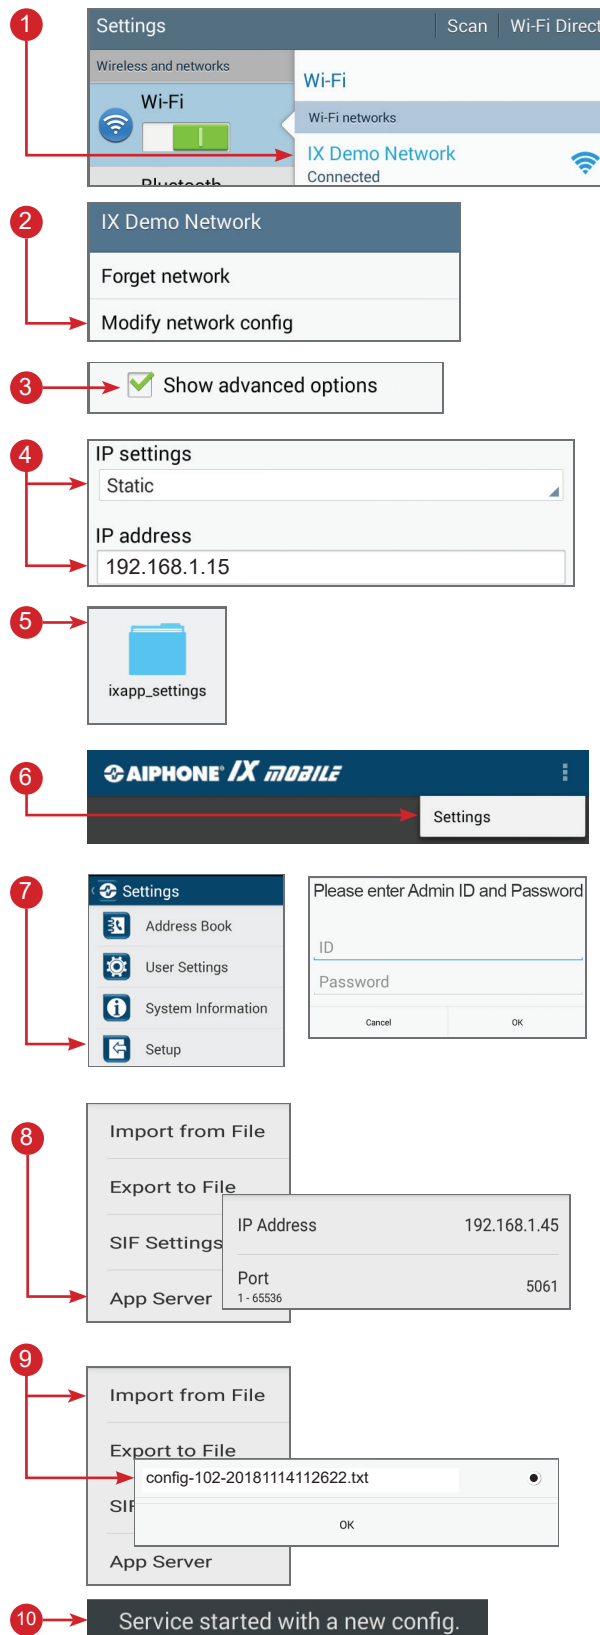 1
Settings
Scan
Wi-Fi Direct
Wireless and networks
Wi-Fi
Wi-Fi
Wi-Fi networks
IX Demo Network
Connected
Bluetooth
2
IX Demo Network
Forget network
Modify network config
3
Show advanced options
4
IP settings
Static
IP address
192.168.1.15
5
ixapp_settings
6
AIPHONE® IX MOBILE
Settings
7
Settings
Address Book
User Settings
System Information
Setup
Please enter Admin ID and Password
ID
Password
Cancel
OK
8
Import from File
Export to File
SIF Settings
App Server
IP Address
192.168.1.45
Port
1 - 65536
5061
9
Import from File
Export to File
config-102-20181114112622.txt
SIF
OK
App Server
10
Service started with a new config.